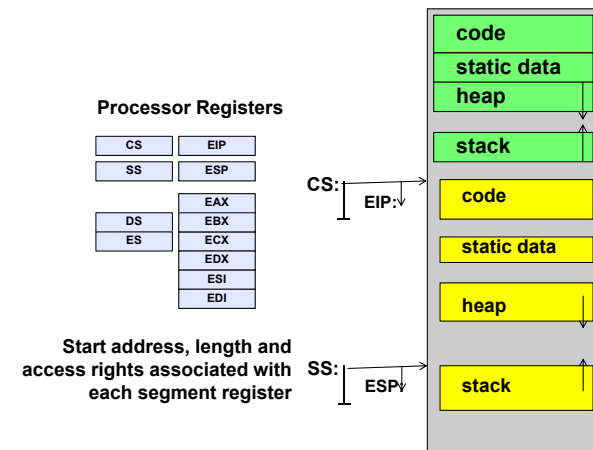 Processor Registers
CS
EIP
SS
ESP
EAX
DS
EBX
ES
ECX
EDX
ESI
EDI
Start address, length and
access rights associated with
each segment register
CS:
EIP:
SS:
ESP:
code
static data
heap
stack
code
static data
heap
stack